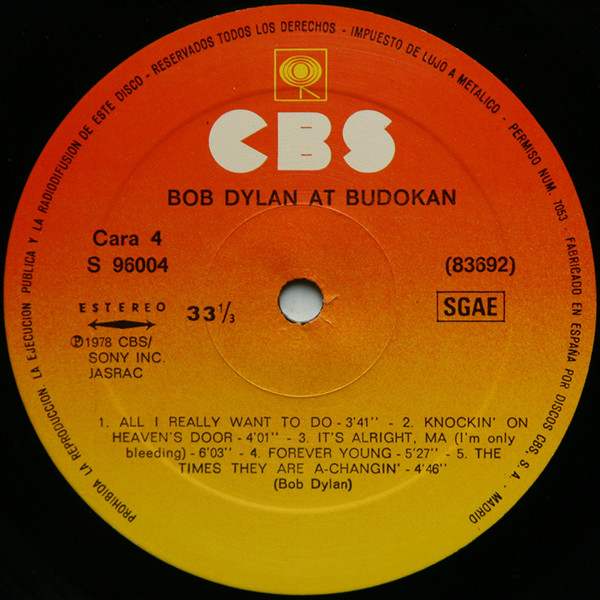 PROHIBIDA LA REPRODUCCION LA EJECUCION PUBLICA Y LA RADIODIFUSION DE ESTE DISCO - RESERVADOS TODOS LOS DERECHOS - IMPUESTO DE LUJO A METALICO - PERMISO NUM. 7053 - FABRICADO EN ESPAÑA POR DISCOS CBS, S. A. - MADRID
CBS
BOB DYLAN AT BUDOKAN
Cara 4
S 96004
(83692)
ESTEREO
33 1/3
SGAE
℗ 1978 CBS/
SONY INC.
JASRAC
1. ALL I REALLY WANT TO DO - 3'41'' - 2. KNOCKIN' ON
HEAVEN'S DOOR - 4'01'' - 3. IT'S ALRIGHT, MA (I'm only
bleeding) - 6'03'' - 4. FOREVER YOUNG - 5'27'' - 5. THE
TIMES THEY ARE A-CHANGIN' - 4'46''
(Bob Dylan)